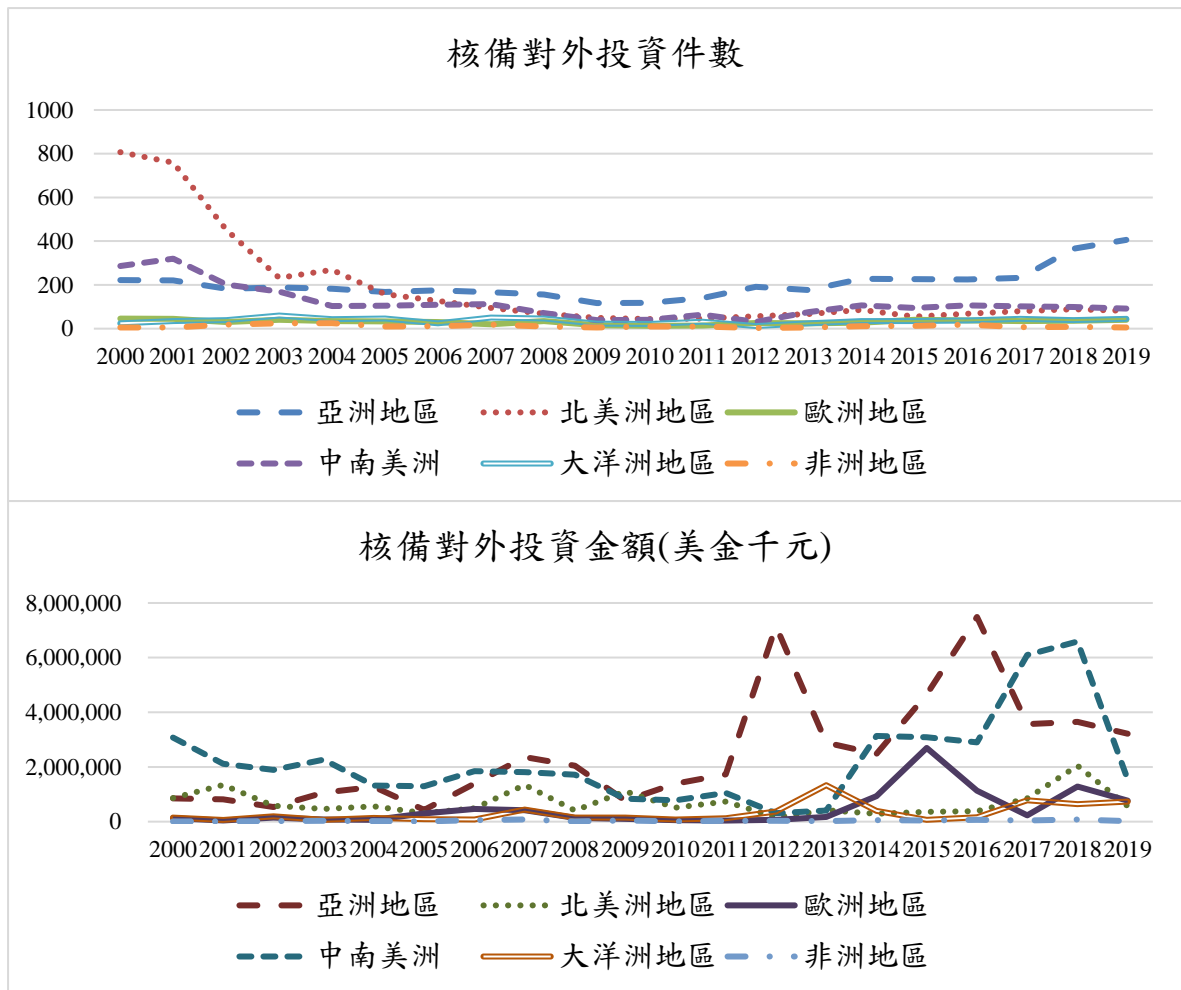 核備對外投資件數
1000
800
600
400
200
0
2000 2001 2002 2003 2004 2005 2006 2007 2008 2009 2010 2011 2012 2013 2014 2015 2016 2017 2018 2019
亞洲地區 北美洲地區 歐洲地區
中南美洲 大洋洲地區 非洲地區
核備對外投資金額(美金千元)
8,000,000
6,000,000
4,000,000
2,000,000
0
2000 2001 2002 2003 2004 2005 2006 2007 2008 2009 2010 2011 2012 2013 2014 2015 2016 2017 2018 2019
亞洲地區 北美洲地區 歐洲地區
中南美洲 大洋洲地區 非洲地區